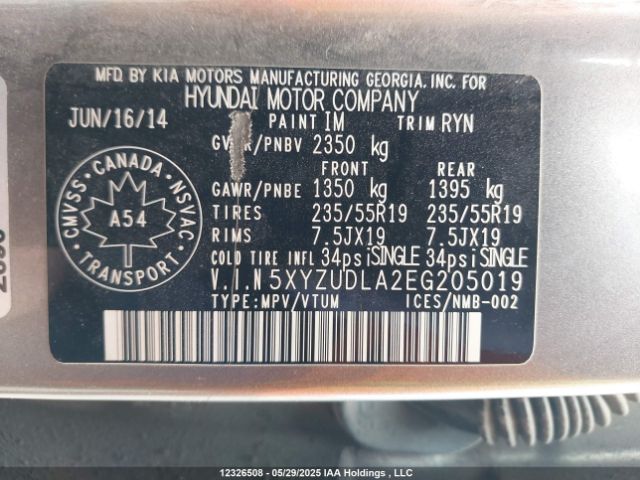 MFD. BY KIA MOTORS MANUFACTURING GEORGIA, INC. FOR
HYUNDAI MOTOR COMPANY
JUN/16/14 PAINT IM TRIM RYN
/PNBV 2350 kg
FRONT REAR
GAWR/PNBE 1350 kg 1395 kg
TIRES 235/55R19 235/55R19
RIMS 7.5JX19 7.5JX19
COLD TIRE INFL 34psiSINGLE 34psiSINGLE
V.I.N 5XYZUDLA2EG205019
TYPE:MPV/VTUM ICES/NMB-002
CMVSS · CANADA · NSVAC
A54
TRANSPORT
12326508 - 05/29/2025 IAA Holdings , LLC